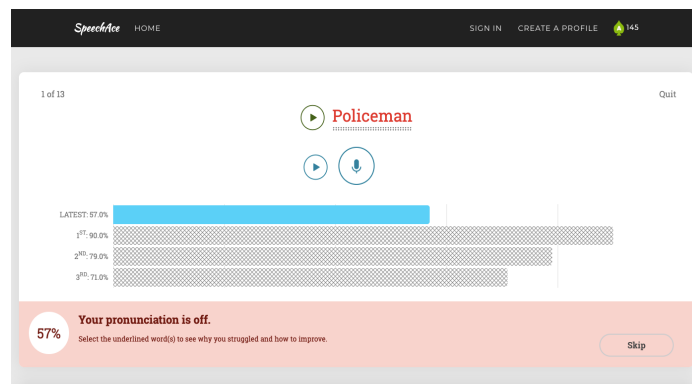 SpeechAce HOME SIGN IN CREATE A PROFILE A 145
1 of 13 Quit
Policeman
LATEST: 57.0%
1ST: 90.0%
2ND: 79.0%
3RD: 71.0%
57% Your pronunciation is off.
Select the underlined word(s) to see why you struggled and how to improve.
Skip